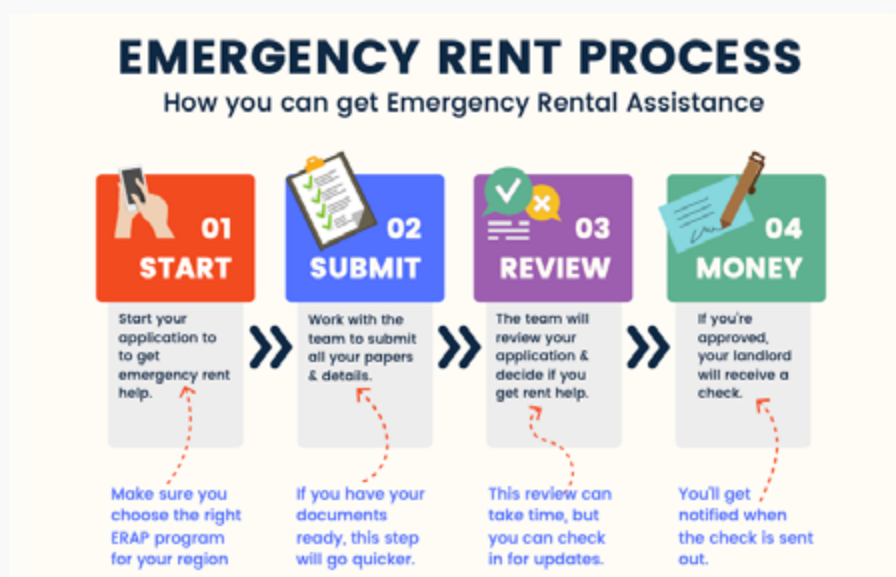 EMERGENCY RENT PROCESS
How you can get Emergency Rental Assistance
01
START
Start your
application to
to get
emergency rent
help.
Make sure you
choose the right
ERAP program
for your region
02
SUBMIT
Work with the
team to submit
all your papers
& details.
If you have your
documents
ready, this step
will go quicker.
03
REVIEW
The team will
review your
application &
decide if you
get rent help.
This review can
take time, but
you can check
in for updates.
04
MONEY
If you're
approved,
your landlord
will receive a
check.
You'll get
notified when
the check is sent
out.